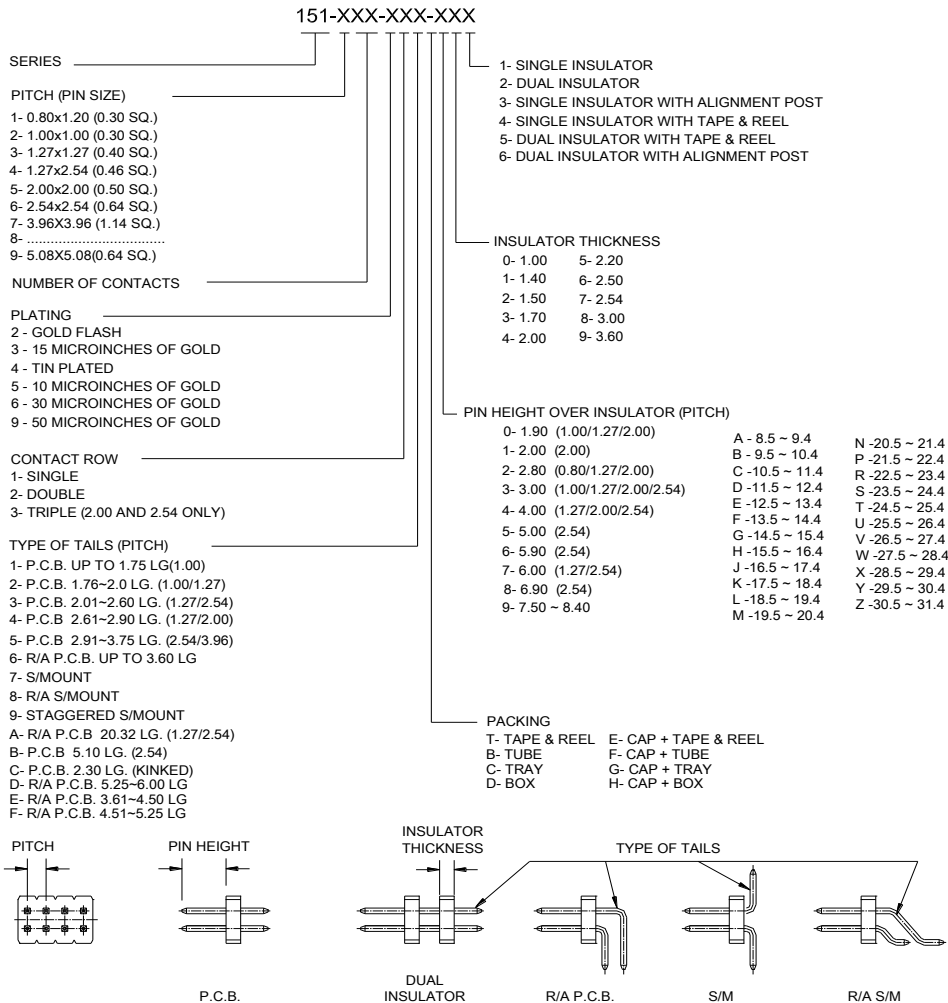 151-XXX-XXX-XXX
SERIES
PITCH (PIN SIZE)
1- 0.80x1.20 (0.30 SQ.)
2- 1.00x1.00 (0.30 SQ.)
3- 1.27x1.27 (0.40 SQ.)
4- 1.27x2.54 (0.46 SQ.)
5- 2.00x2.00 (0.50 SQ.)
6- 2.54x2.54 (0.64 SQ.)
7- 3.96X3.96 (1.14 SQ.)
8- ...................................
9- 5.08X5.08(0.64 SQ.)
NUMBER OF CONTACTS
PLATING
2 - GOLD FLASH
3 - 15 MICROINCHES OF GOLD
4 - TIN PLATED
5 - 10 MICROINCHES OF GOLD
6 - 30 MICROINCHES OF GOLD
9 - 50 MICROINCHES OF GOLD
CONTACT ROW
1- SINGLE
2- DOUBLE
3- TRIPLE (2.00 AND 2.54 ONLY)
TYPE OF TAILS (PITCH)
1- P.C.B. UP TO 1.75 LG(1.00)
2- P.C.B. 1.76~2.0 LG. (1.00/1.27)
3- P.C.B. 2.01~2.60 LG. (1.27/2.54)
4- P.C.B 2.61~2.90 LG. (1.27/2.00)
5- P.C.B 2.91~3.75 LG. (2.54/3.96)
6- R/A P.C.B. UP TO 3.60 LG
7- S/MOUNT
8- R/A S/MOUNT
9- STAGGERED S/MOUNT
A- R/A P.C.B 20.32 LG. (1.27/2.54)
B- P.C.B 5.10 LG. (2.54)
C- P.C.B. 2.30 LG. (KINKED)
D- R/A P.C.B. 5.25~6.00 LG
E- R/A P.C.B. 3.61~4.50 LG
F- R/A P.C.B. 4.51~5.25 LG
1- SINGLE INSULATOR
2- DUAL INSULATOR
3- SINGLE INSULATOR WITH ALIGNMENT POST
4- SINGLE INSULATOR WITH TAPE & REEL
5- DUAL INSULATOR WITH TAPE & REEL
6- DUAL INSULATOR WITH ALIGNMENT POST
INSULATOR THICKNESS
0- 1.00 5- 2.20
1- 1.40 6- 2.50
2- 1.50 7- 2.54
3- 1.70 8- 3.00
4- 2.00 9- 3.60
PIN HEIGHT OVER INSULATOR (PITCH)
0- 1.90 (1.00/1.27/2.00)
1- 2.00 (2.00)
2- 2.80 (0.80/1.27/2.00)
3- 3.00 (1.00/1.27/2.00/2.54)
4- 4.00 (1.27/2.00/2.54)
5- 5.00 (2.54)
6- 5.90 (2.54)
7- 6.00 (1.27/2.54)
8- 6.90 (2.54)
9- 7.50 ~ 8.40
A - 8.5 ~ 9.4
B - 9.5 ~ 10.4
C -10.5 ~ 11.4
D -11.5 ~ 12.4
E -12.5 ~ 13.4
F -13.5 ~ 14.4
G -14.5 ~ 15.4
H -15.5 ~ 16.4
J -16.5 ~ 17.4
K -17.5 ~ 18.4
L -18.5 ~ 19.4
M -19.5 ~ 20.4
N -20.5 ~ 21.4
P -21.5 ~ 22.4
R -22.5 ~ 23.4
S -23.5 ~ 24.4
T -24.5 ~ 25.4
U -25.5 ~ 26.4
V -26.5 ~ 27.4
W -27.5 ~ 28.4
X -28.5 ~ 29.4
Y -29.5 ~ 30.4
Z -30.5 ~ 31.4
PACKING
T- TAPE & REEL E- CAP + TAPE & REEL
B- TUBE F- CAP + TUBE
C- TRAY G- CAP + TRAY
D- BOX H- CAP + BOX
PITCH
PIN HEIGHT
INSULATOR
THICKNESS
TYPE OF TAILS
P.C.B.
DUAL
INSULATOR
R/A P.C.B.
S/M
R/A S/M